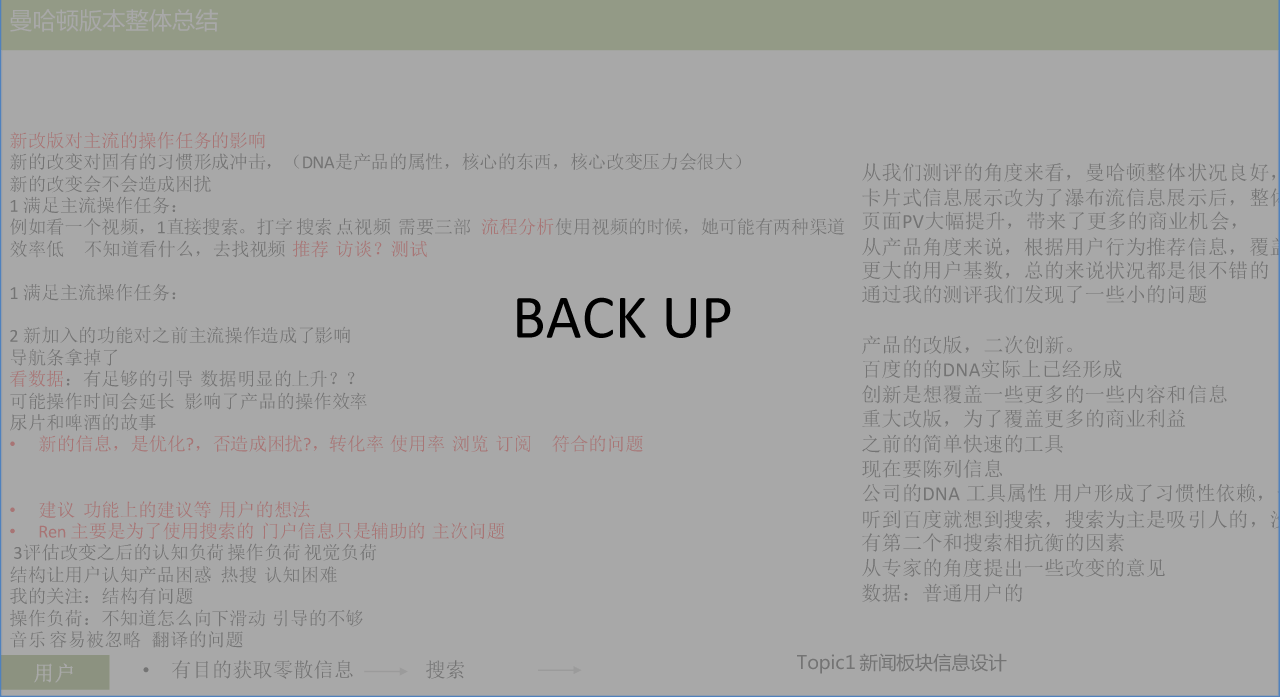 曼哈顿版本整体总结
新改版对主流的操作任务的影响
新的改变对固有的习惯形成冲击，（DNA是产品的属性，核心的东西，核心改变压力会很大）
新的改变会不会造成困扰
1 满足主流操作任务：
例如看一个视频，1直接搜索。打字 搜索 点视频 需要三部  流程分析使用视频的时候，她可能有两种渠道
效率低    不知道看什么，去找视频 推荐 访谈？测试
1 满足主流操作任务：
2 新加入的功能对之前主流操作造成了影响
导航条拿掉了
看数据：有足够的引导 数据明显的上升？？
可能操作时间会延长  影响了产品的操作效率
尿片和啤酒的故事
• 新的信息，是优化?，否造成困扰?，转化率 使用率 浏览 订阅    符合的问题
• 建议  功能上的建议等 用户的想法
• Ren 主要是为了使用搜索的 门户信息只是辅助的 主次问题
3评估改变之后的认知负荷 操作负荷 视觉负荷
结构让用户认知产品困惑  热搜  认知困难
我的关注：结构有问题
操作负荷：不知道怎么向下滑动 引导的不够
音乐 容易被忽略  翻译的问题
BACK UP
从我们测评的角度来看，曼哈顿整体状况良好，
卡片式信息展示改为了瀑布流信息展示后，整体
页面PV大幅提升，带来了更多的商业机会，
从产品角度来说，根据用户行为推荐信息，覆盖
更大的用户基数，总的来说状况都是很不错的
通过我的测评我们发现了一些小的问题
产品的改版，二次创新。
百度的的DNA实际上已经形成
创新是想覆盖一些更多的一些内容和信息
重大改版，为了覆盖更多的商业利益
之前的简单快速的工具
现在要陈列信息
公司的DNA 工具属性 用户形成了习惯性依赖，
听到百度就想到搜索，搜索为主是吸引人的，
有第二个和搜索相抗衡的因素
从专家的角度提出一些改变的意见
数据：普通用户的
用户
• 有目的获取零散信息
搜索
Topic1 新闻板块信息设计